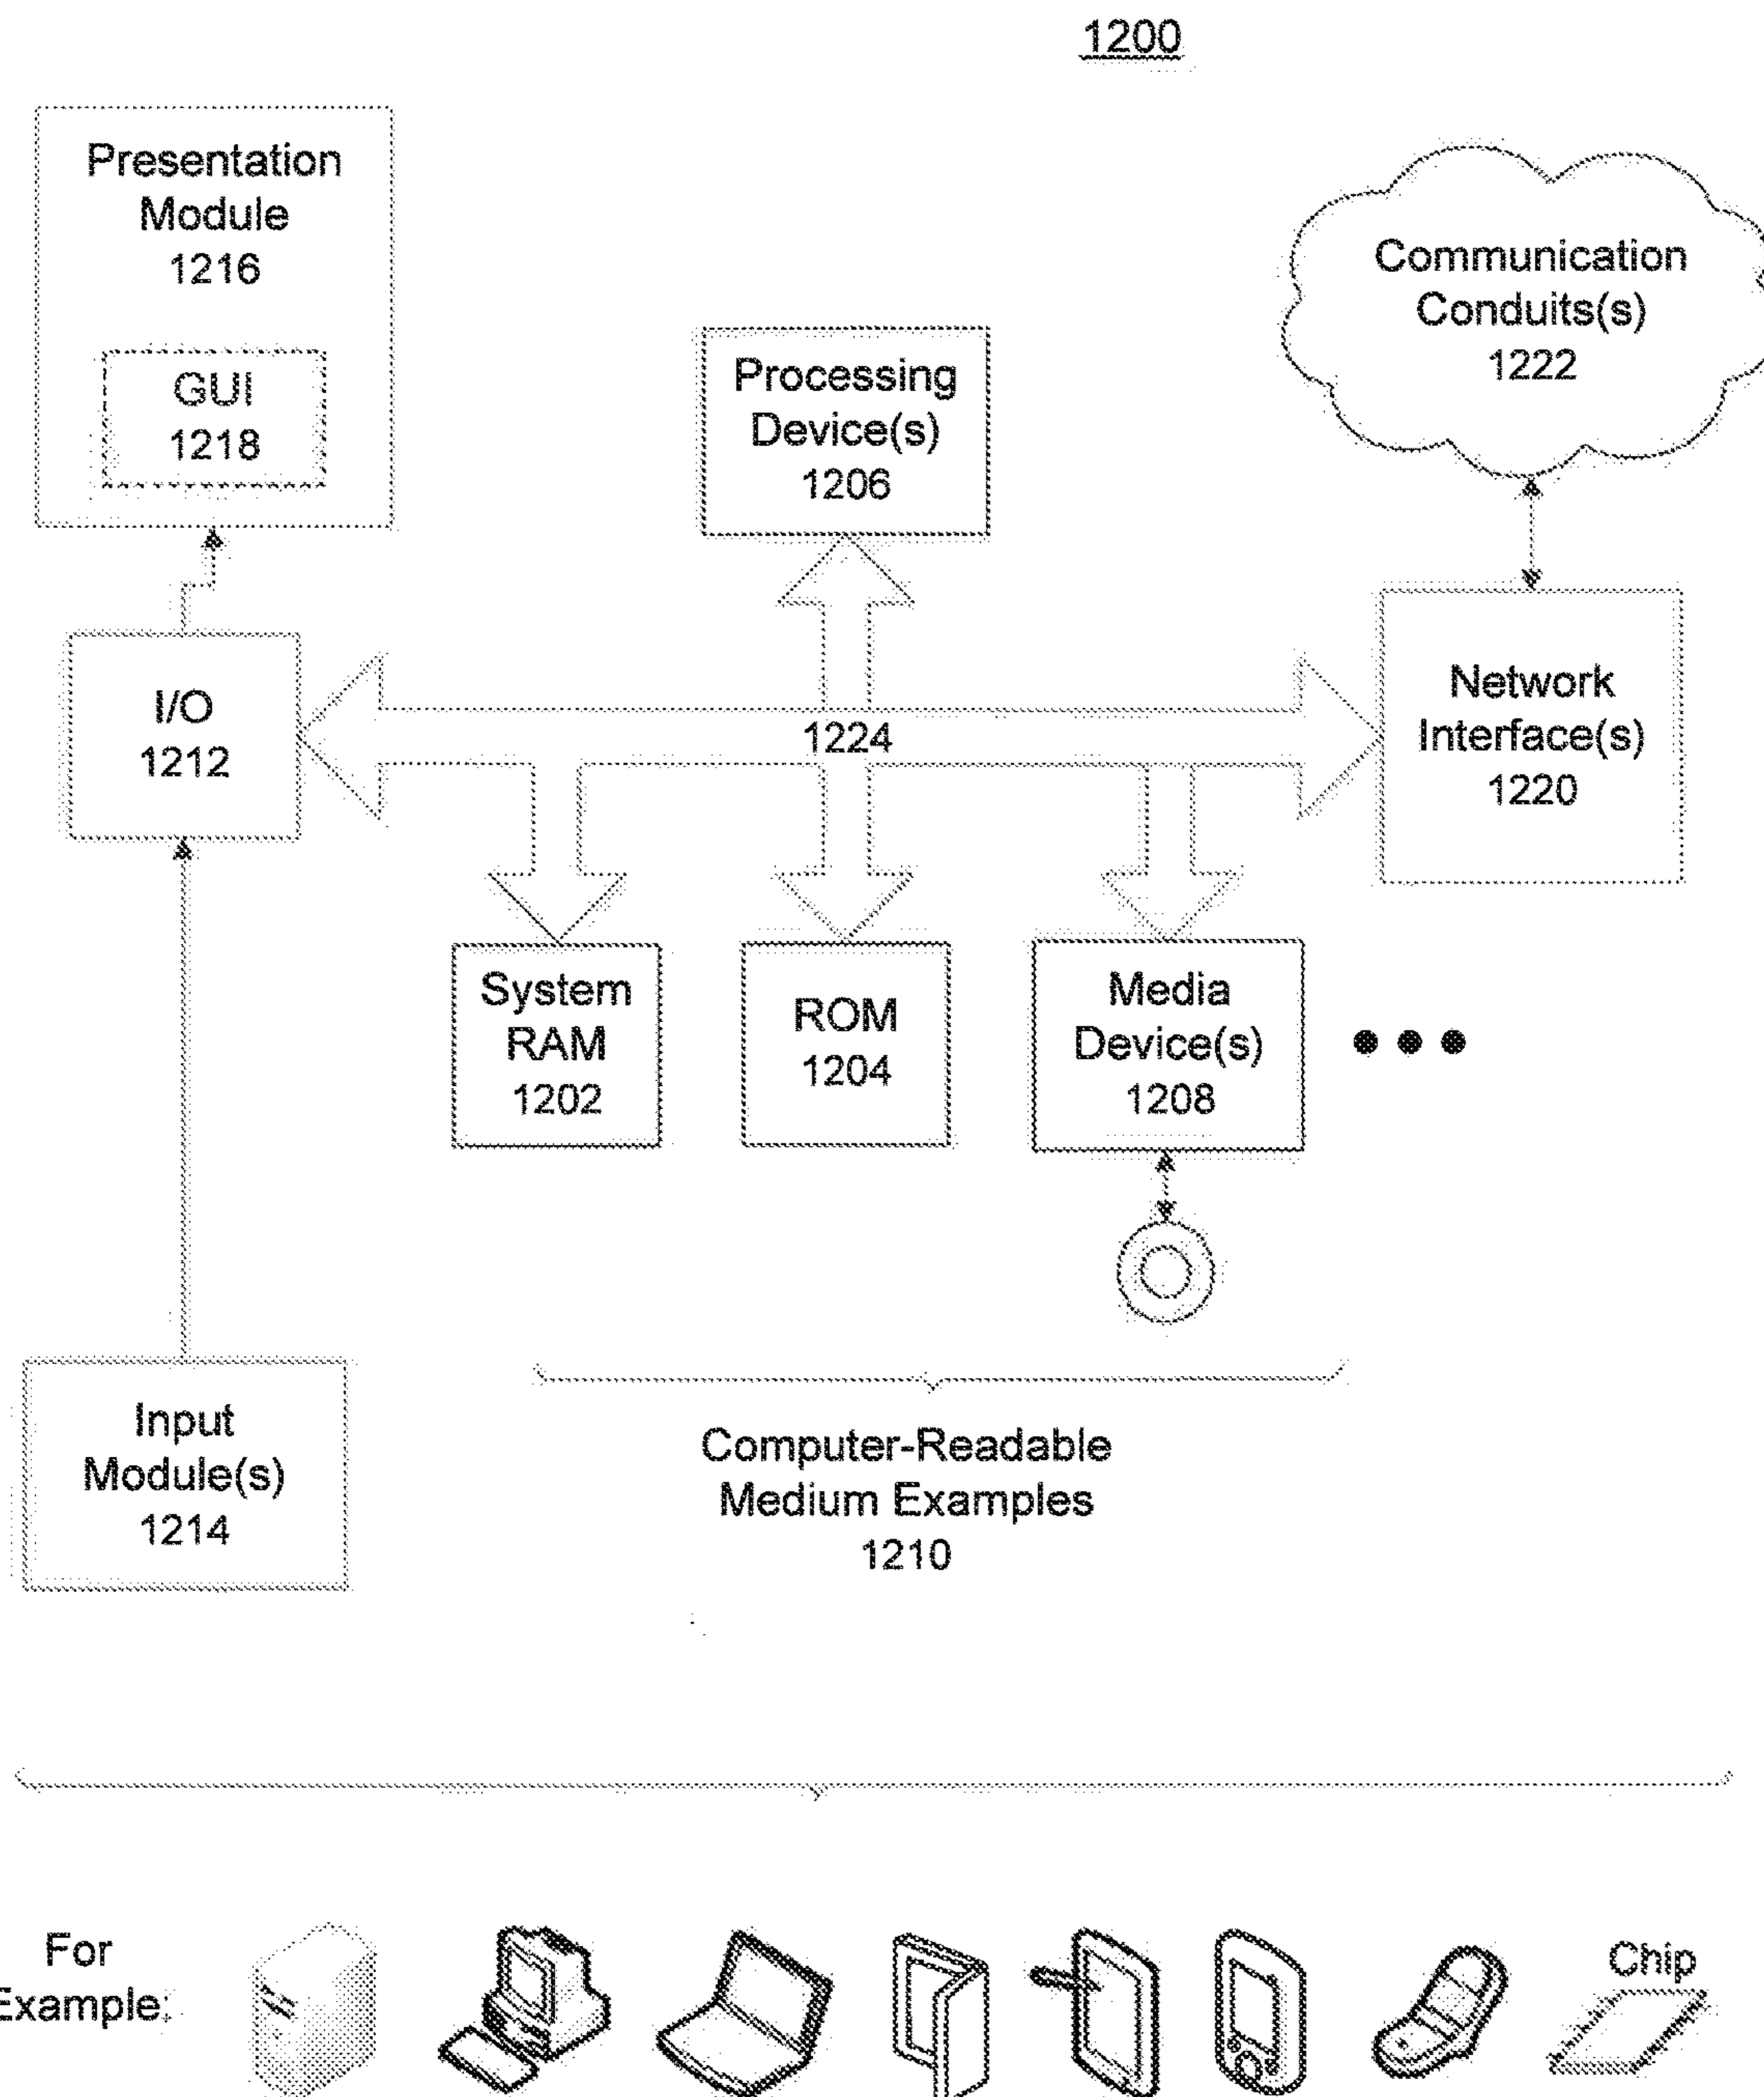 1200
Presentation
Module
1216
GUI
1218
Processing
Device(s)
1206
Communication
Conduits(s)
1222
I/O
1212
1224
Network
Interface(s)
1220
System
RAM
1202
ROM
1204
Media
Device(s)
1208
Input
Module(s)
1214
Computer-Readable
Medium Examples
1210
For
Example:
Chip